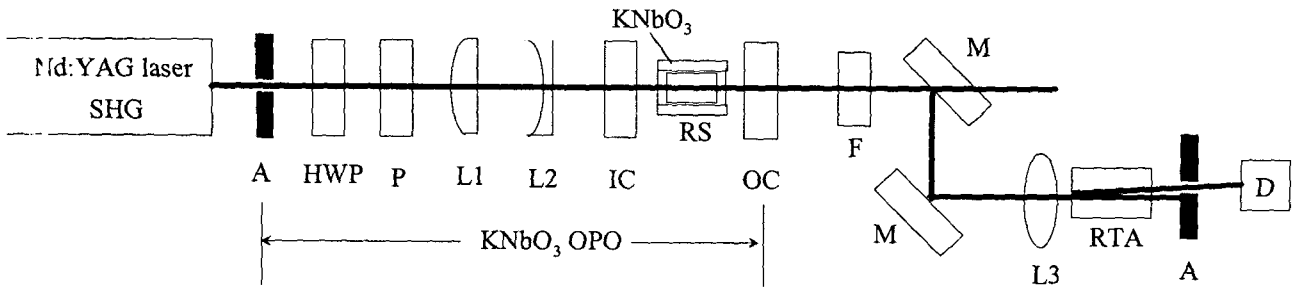 KNbO₃
M
Nd:YAG laser
SHG
RS
F
A
HWP
P
L1
L2
IC
OC
D
M
RTA
KNbO₃ OPO
L3
A